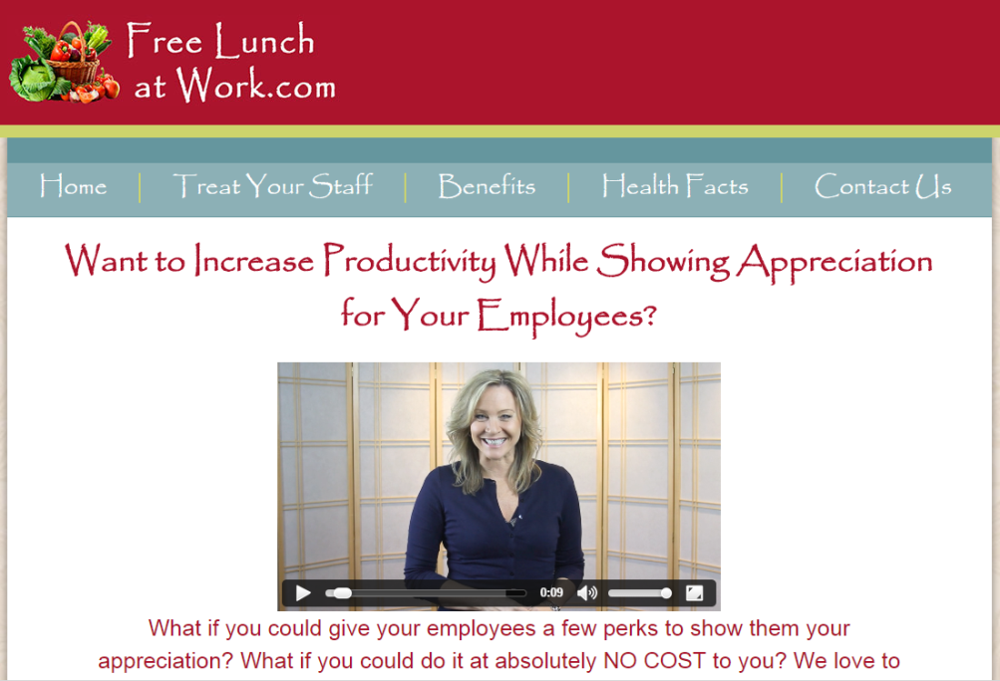 Free Lunch
at Work.com
Home
Treat Your Staff
Benefits
Health Facts
Contact Us
Want to Increase Productivity While Showing Appreciation
for Your Employees?
0:09
What if you could give your employees a few perks to show them your
appreciation? What if you could do it at absolutely NO COST to you? We love to